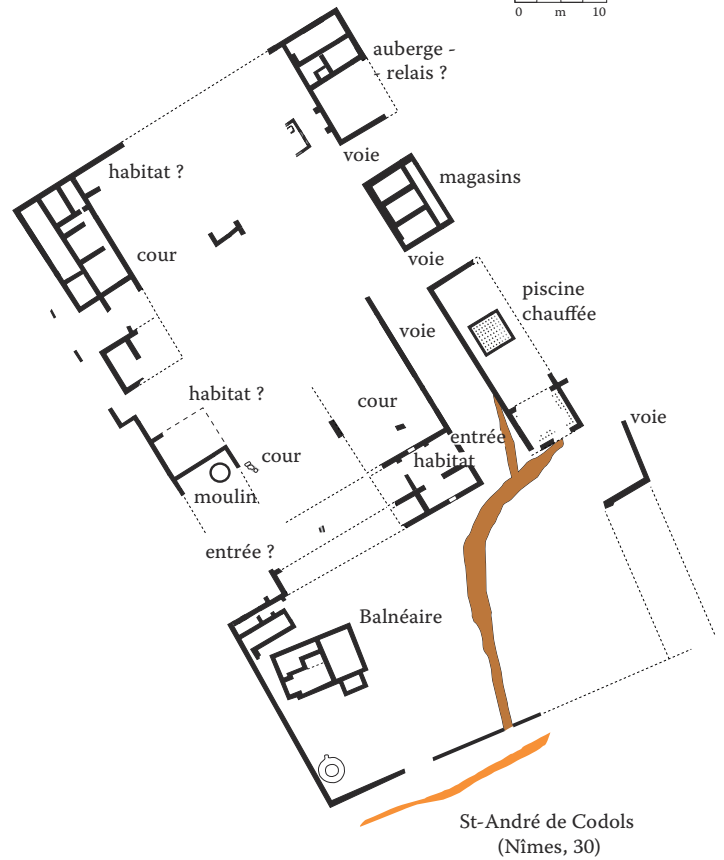 0 m 10
auberge -
- relais ?
voie
habitat ?
magasins
cour
voie
piscine
chauffée
voie
habitat ?
cour
voie
entrée
habitat
cour
moulin
entrée ?
Balnéaire
St-André de Codols
(Nîmes, 30)